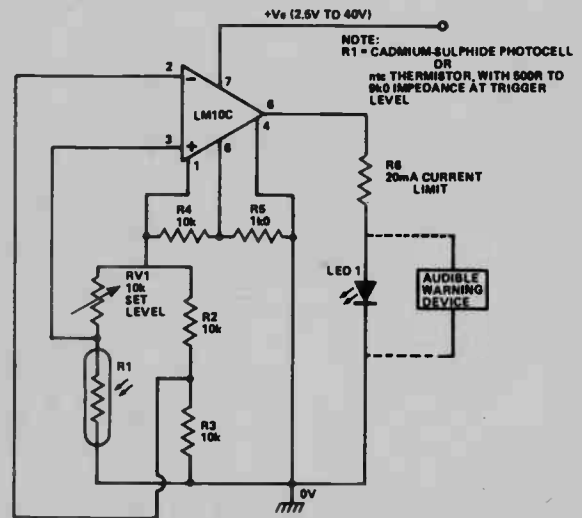 +Ve (2.5V TO 40V)
NOTE:
R1 = CADMIUM-SULPHIDE PHOTOCELL
OR
ntc THERMISTOR, WITH 500R TO
9k0 IMPEDANCE AT TRIGGER
LEVEL
2
7
LM10C
6
4
3
1
6
R6
20mA CURRENT
LIMIT
R4
10k
R5
1k0
RV1
10k
SET
LEVEL
R2
10k
LED 1
AUDIBLE
WARNING
DEVICE
R1
R3
10k
0V